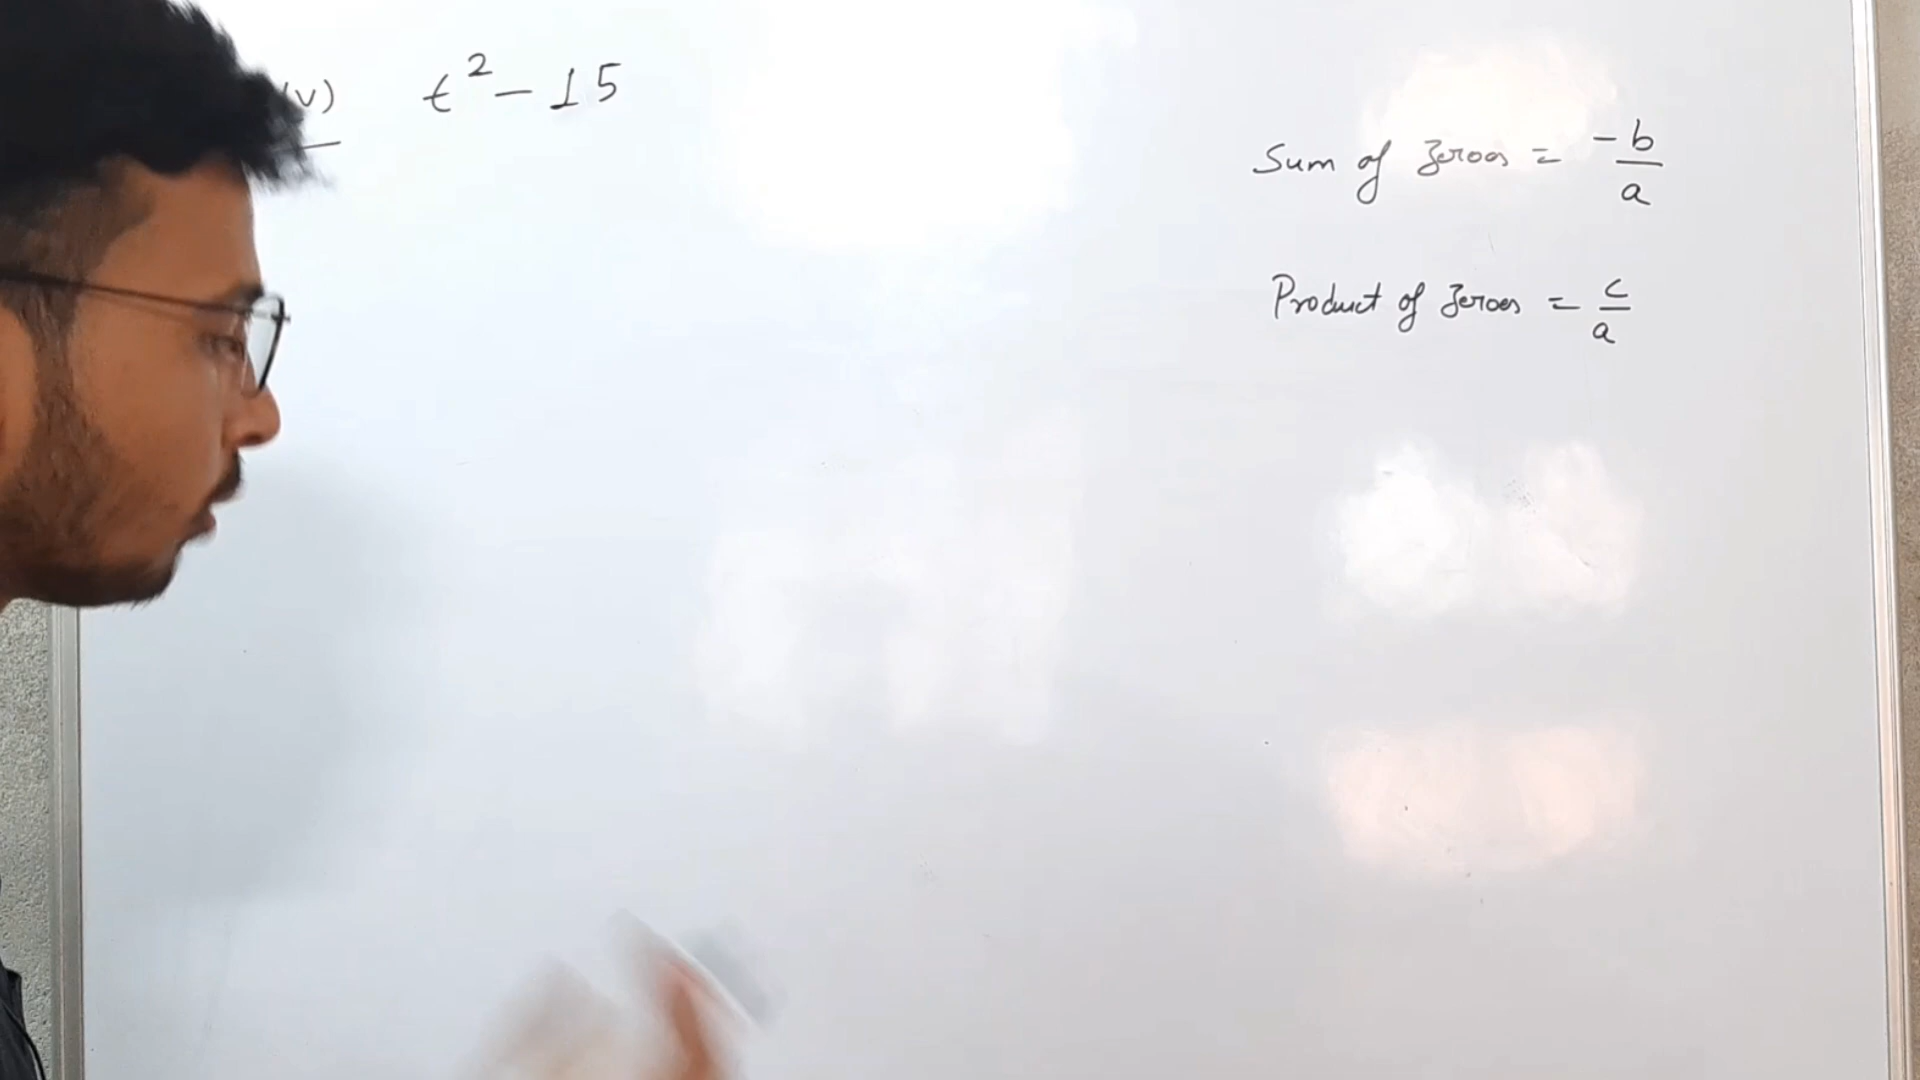 (v) t² - 15
Sum of Zeroes = -b/a
Product of Zeroes = c/a